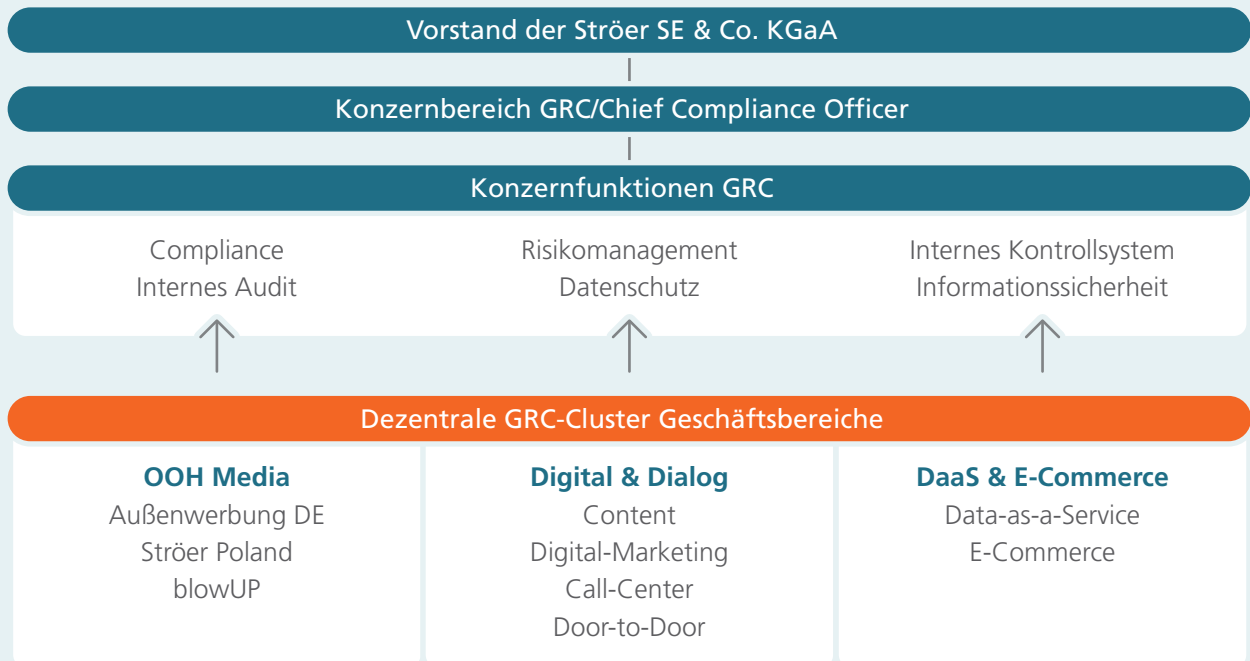 Vorstand der Ströer SE & Co. KGaA
Konzernbereich GRC/Chief Compliance Officer
Konzernfunktionen GRC
Compliance
Internes Audit
Risikomanagement
Datenschutz
Internes Kontrollsystem
Informationssicherheit
Dezentrale GRC-Cluster Geschäftsbereiche
OOH Media
Außenwerbung DE
Ströer Poland
blowUP
Digital & Dialog
Content
Digital-Marketing
Call-Center
Door-to-Door
DaaS & E-Commerce
Data-as-a-Service
E-Commerce